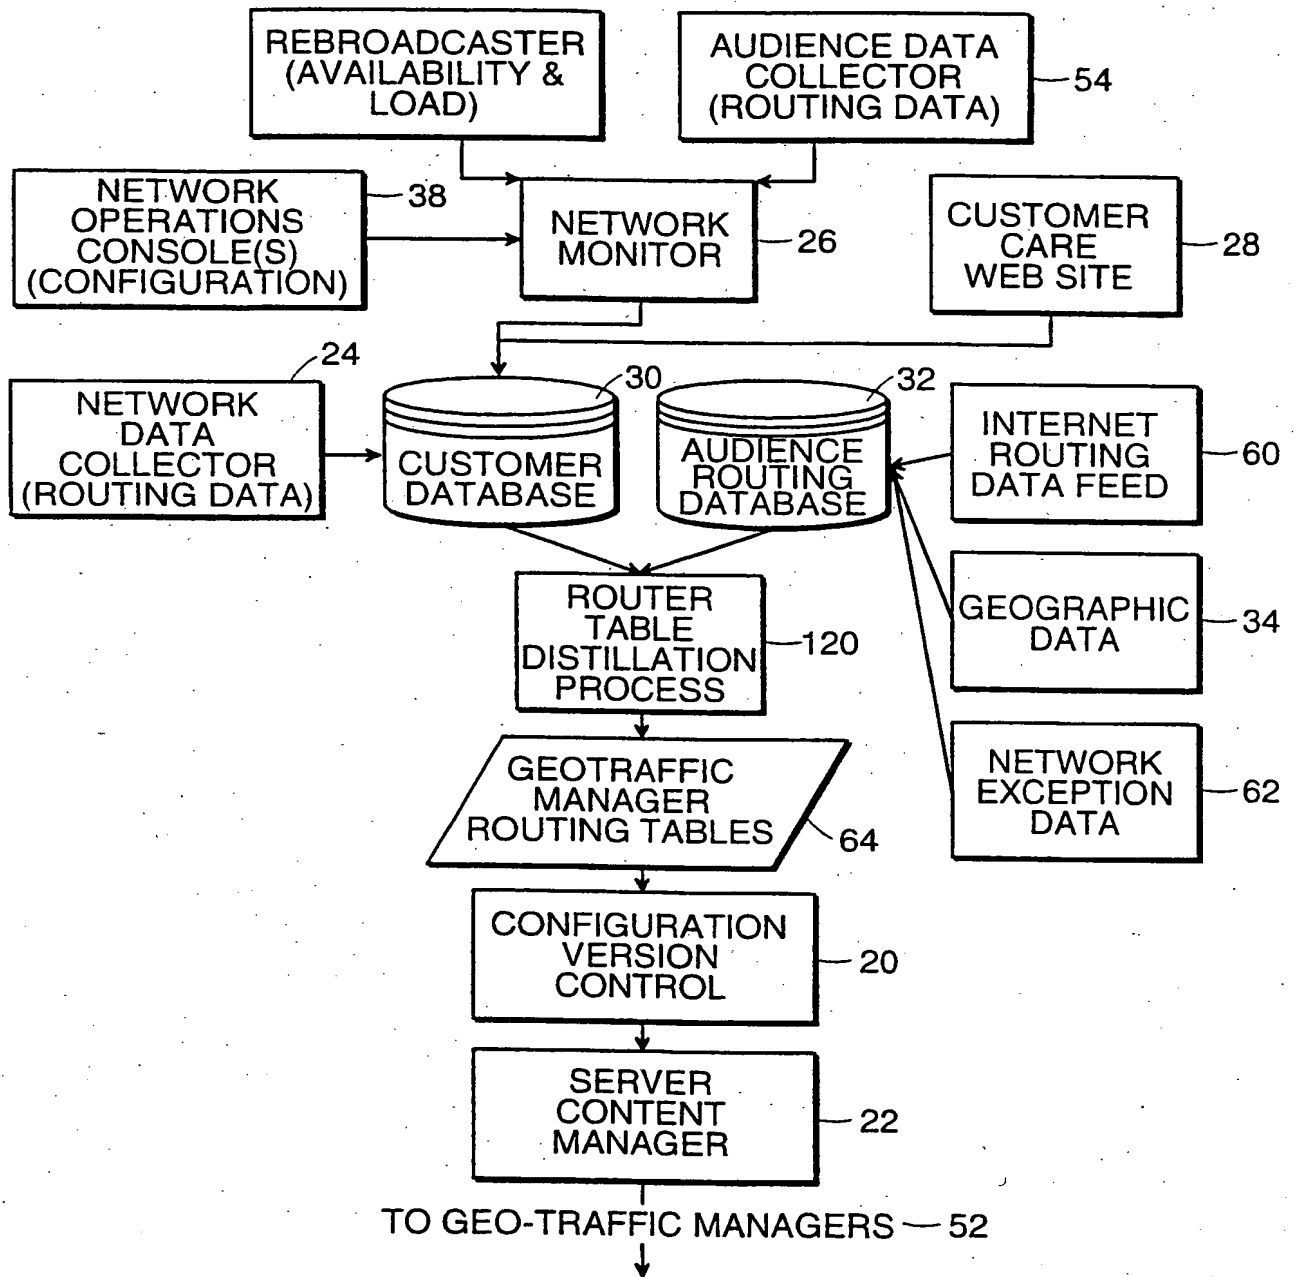 REBROADCASTER
(AVAILABILITY &
LOAD)
AUDIENCE DATA
COLLECTOR
(ROUTING DATA)
54
NETWORK
OPERATIONS
CONSOLE(S)
(CONFIGURATION)
38
NETWORK
MONITOR
26
CUSTOMER
CARE
WEB SITE
28
NETWORK
DATA
COLLECTOR
(ROUTING DATA)
24
CUSTOMER
DATABASE
30
AUDIENCE
ROUTING
DATABASE
32
INTERNET
ROUTING
DATA FEED
60
ROUTER
TABLE
DISTILLATION
PROCESS
120
GEOGRAPHIC
DATA
34
GEOTRAFFIC
MANAGER
ROUTING TABLES
64
NETWORK
EXCEPTION
DATA
62
CONFIGURATION
VERSION
CONTROL
20
SERVER
CONTENT
MANAGER
22
TO GEO-TRAFFIC MANAGERS
52